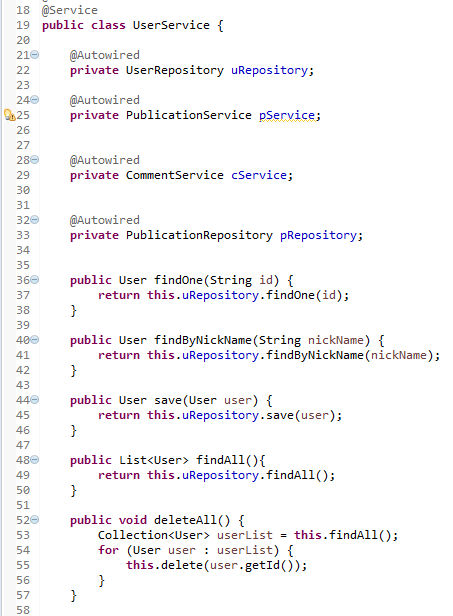 18 @Service
19 public class UserService {
20
21 @Autowired
22 private UserRepository uRepository;
23
24 @Autowired
25 private PublicationService pService;
26
27
28 @Autowired
29 private CommentService cService;
30
31
32 @Autowired
33 private PublicationRepository pRepository;
34
35
36 public User findOne(String id) {
37 return this.uRepository.findOne(id);
38 }
39
40 public User findByNickName(String nickName) {
41 return this.uRepository.findByNickName(nickName);
42 }
43
44 public User save(User user) {
45 return this.uRepository.save(user);
46 }
47
48 public List<User> findAll(){
49 return this.uRepository.findAll();
50 }
51
52 public void deleteAll() {
53 Collection<User> userList = this.findAll();
54 for (User user : userList) {
55 this.delete(user.getId());
56 }
57 }
58